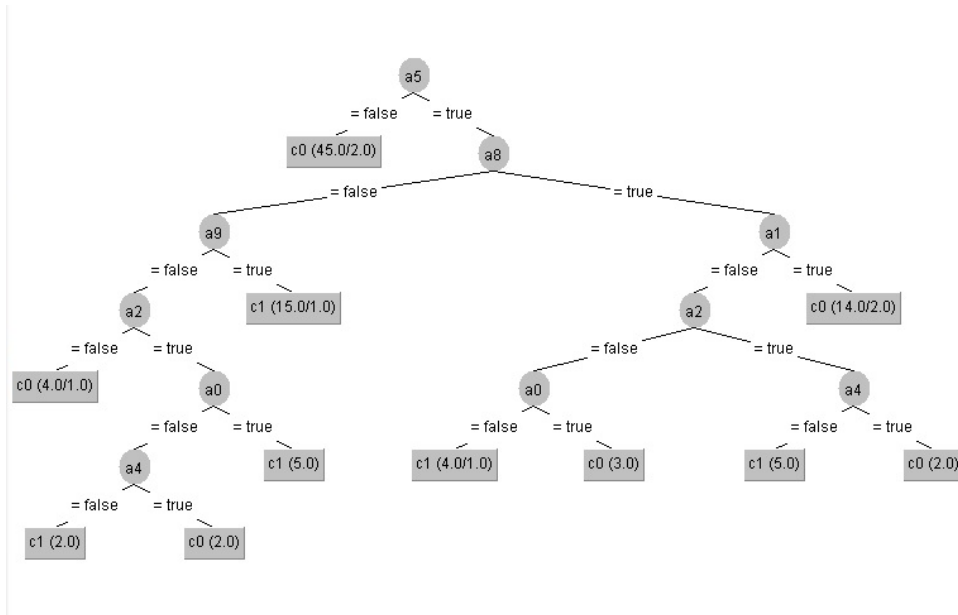 a5
= false
= true
c0 (45.0/2.0)
a8
= false
= true
a9
a1
= false
= true
= false
= true
a2
c1 (15.0/1.0)
a2
c0 (14.0/2.0)
= false
= true
= false
= true
c0 (4.0/1.0)
a0
a0
a4
= false
= true
= false
= true
= false
= true
a4
c1 (5.0)
c1 (4.0/1.0)
c0 (3.0)
c1 (5.0)
c0 (2.0)
= false
= true
c1 (2.0)
c0 (2.0)